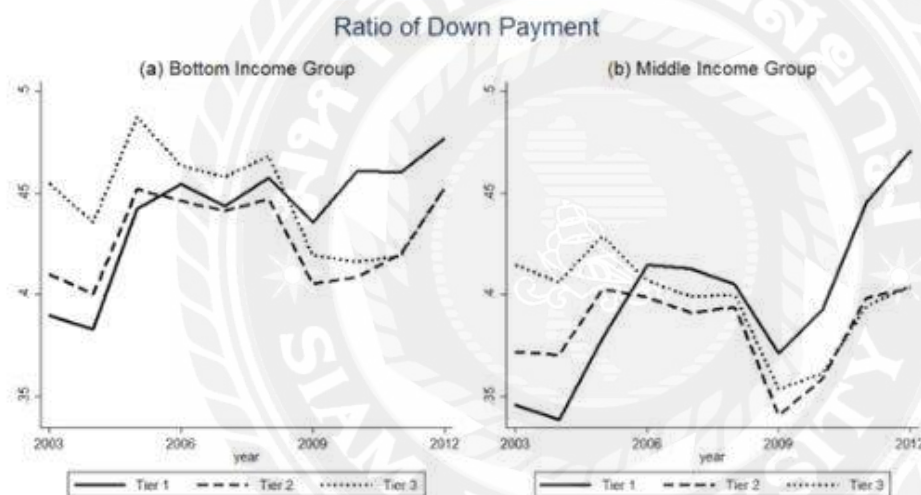 Ratio of Down Payment
(a) Bottom Income Group
.5
.45
.4
.35
2003 2006 2009 2012
year
Tier 1 Tier 2 Tier 3
(b) Middle Income Group
.5
.45
.4
.35
2003 2006 2009 2012
year
Tier 1 Tier 2 Tier 3